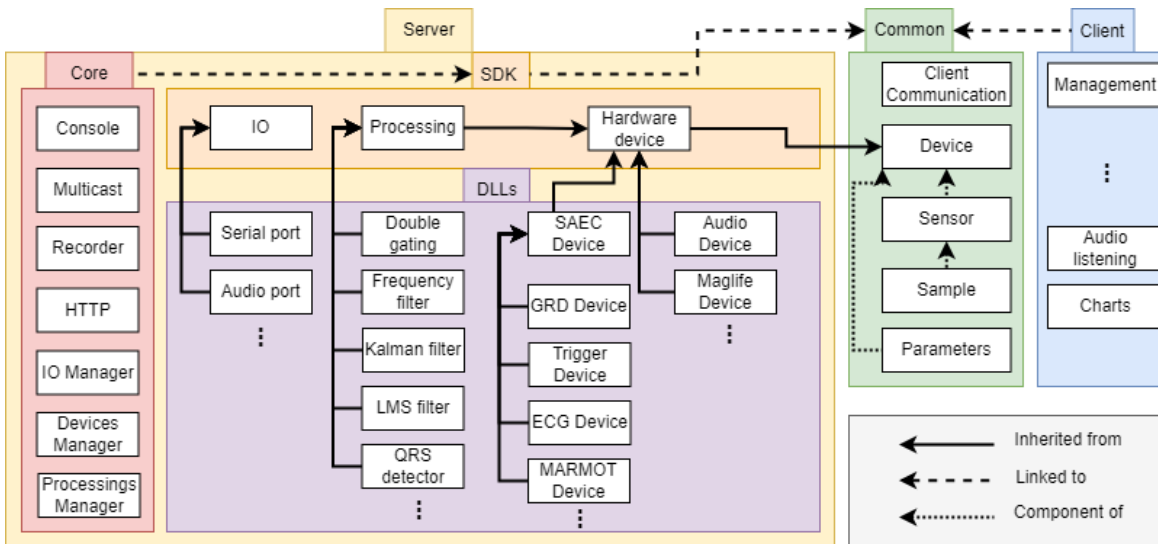 Server
Common
Client
Core
SDK
Console
Multicast
Recorder
HTTP
IO Manager
Devices
Manager
Processings
Manager
IO
Processing
Hardware
device
DLLs
Serial port
Audio port
Double
gating
Frequency
filter
Kalman filter
LMS filter
QRS
detector
SAEC
Device
GRD Device
Trigger
Device
ECG Device
MARMOT
Device
Audio
Device
Maglife
Device
Client
Communication
Device
Sensor
Sample
Parameters
Management
Audio
listening
Charts
Inherited from
Linked to
Component of